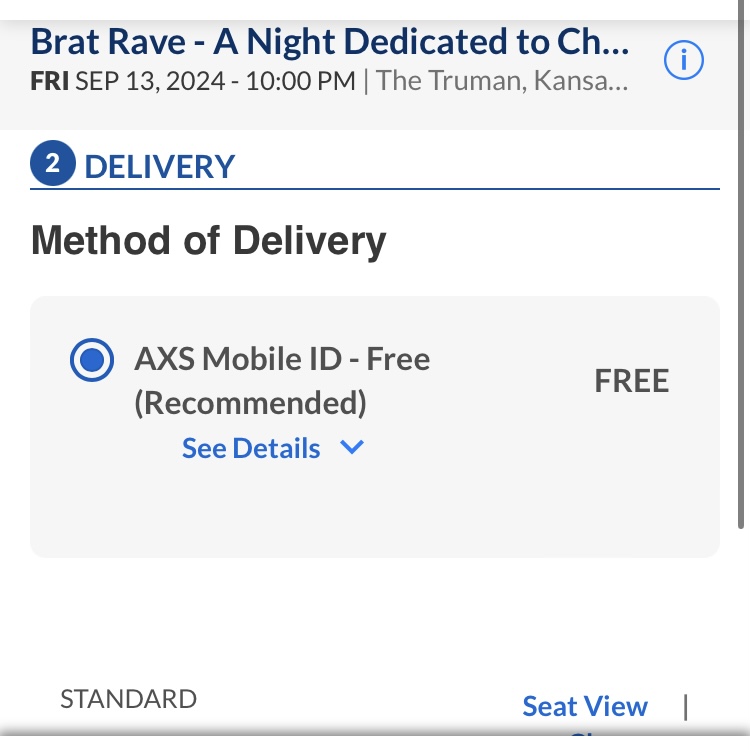 Brat Rave - A Night Dedicated to Ch...
FRI SEP 13, 2024 - 10:00 PM | The Truman, Kansa...
2 DELIVERY
Method of Delivery
AXS Mobile ID - Free
(Recommended)
FREE
See Details
STANDARD
Seat View |